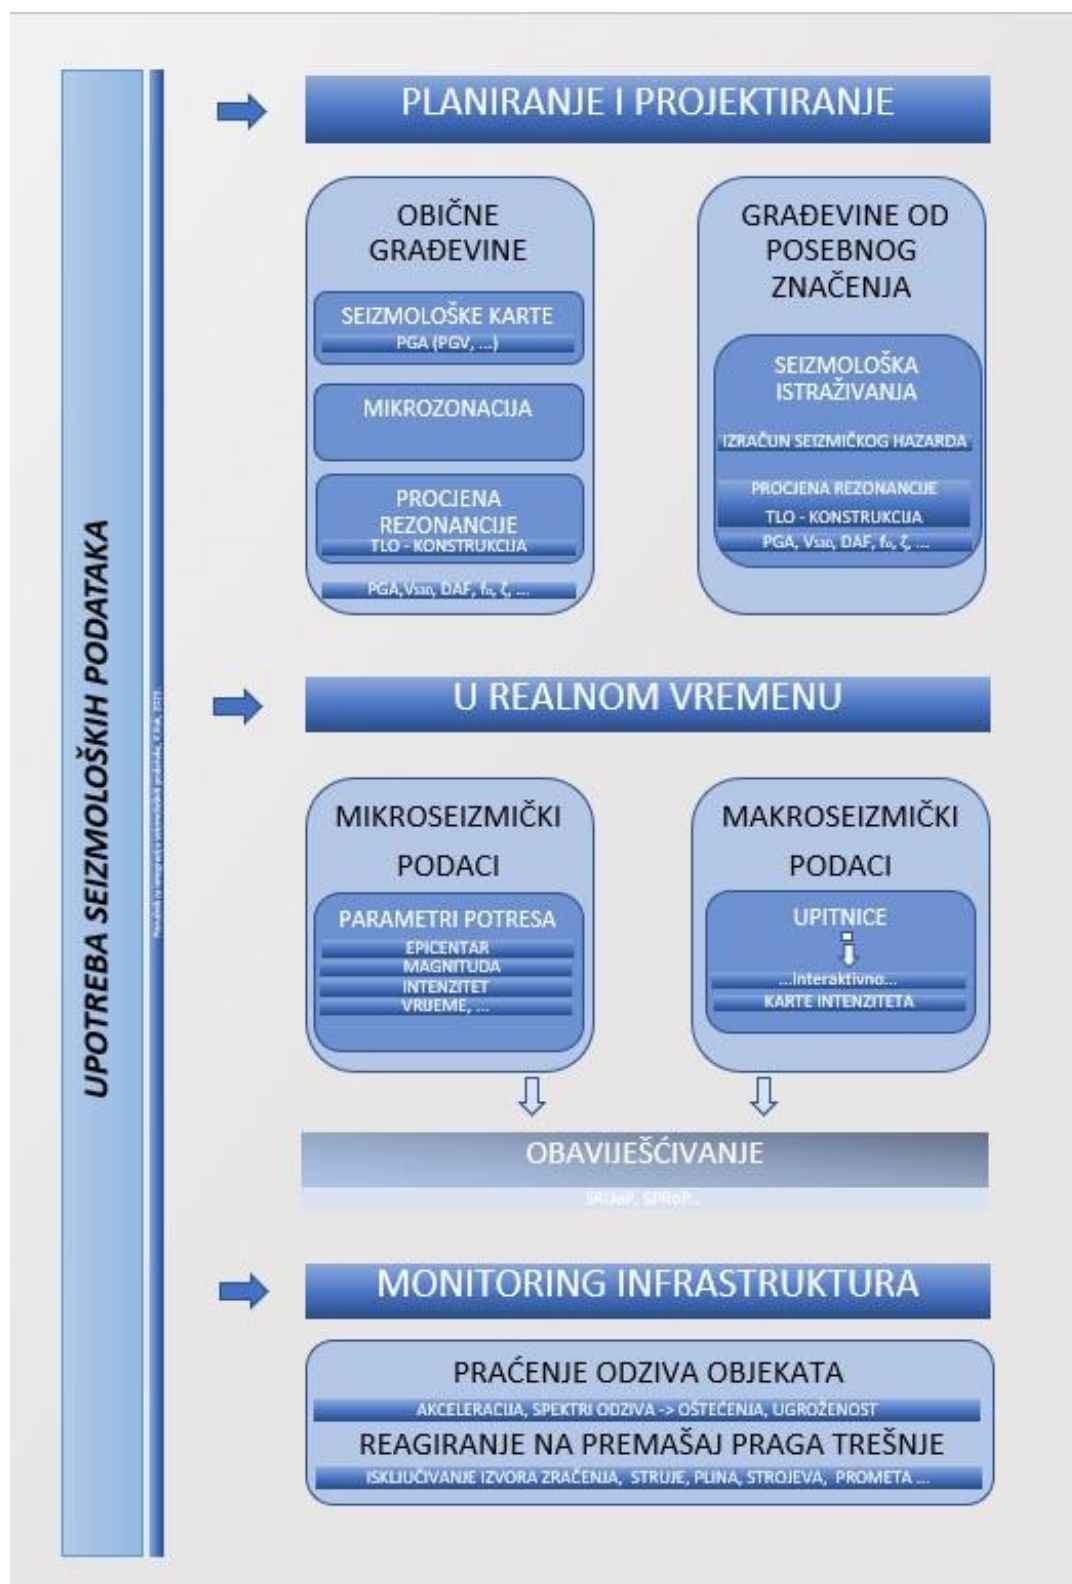 UPOTREBA SEIZMOLOŠKIH PODATAKA
PLANIRANJE I PROJEKTIRANJE
OBIČNE
GRAĐEVINE
SEIZMOLOŠKE KARTE
PGA (PGV, ...)
MIKROZONACIJA
PROCJENA
REZONANCIJE
TLO - KONSTRUKCIJA
PGA, Vs30, DAF, f₀, ζ, ...
GRAĐEVINE OD
POSEBNOG
ZNAČENJA
SEIZMOLOŠKA
ISTRAŽIVANJA
IZRAČUN SEIZMIČKOG HAZARDA
PROCJENA REZONANCIJE
TLO - KONSTRUKCIJA
PGA, Vs30, DAF, f₀, ζ, ...
U REALNOM VREMENU
MIKROSEIZMIČKI
PODACI
PARAMETRI POTRESA
EPICENTAR
MAGNITUDA
INTENZITET
VRIJEME, ...
MAKROSEIZMIČKI
PODACI
UPITNICE
...interaktivno...
KARTE INTENZITETA
OBAVIJEŠĆIVANJE
SRUoP, SPRoP...
MONITORING INFRASTRUKTURA
PRAĆENJE ODZIVA OBJEKATA
AKCELERACIJA, SPEKTRI ODZIVA -> OŠTEĆENJA, UGROŽENOST
REAGIRANJE NA PREMAŠAJ PRAGA TREŠNJE
ISKLJUČIVANJE IZVORA ZRAČENJA, STRUJE, PLINA, STROJEVA, PROMETA ...